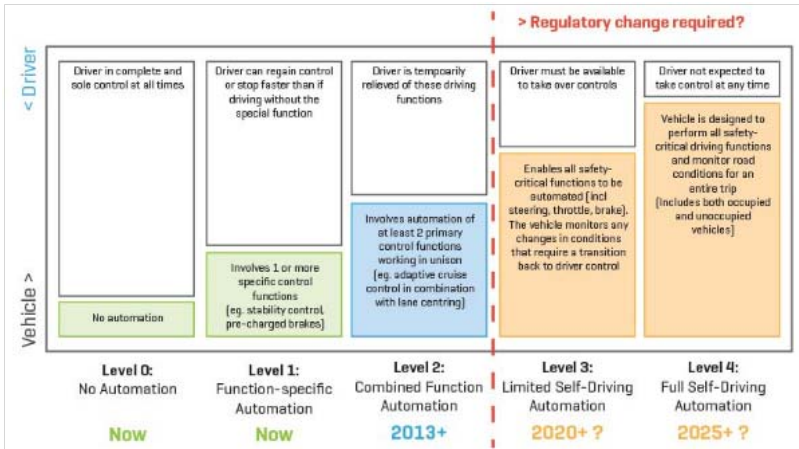 > Regulatory change required?
< Driver
Driver in complete and
sole control at all times
Driver can regain control
or stop faster than if
driving without the
special function
Driver is temporarily
relieved of these driving
functions
Driver must be available
to take over controls
Driver not expected to
take control at any time
Vehicle >
No automation
Involves 1 or more
specific control
functions
(eg. stability control,
pre-charged brakes)
Involves automation of
at least 2 primary
control functions
working in unison
(eg. adaptive cruise
control in combination
with lane centring)
Enables all safety-
critical functions to be
automated (incl
steering, throttle, brake).
The vehicle monitors any
changes in conditions
that require a transition
back to driver control
Vehicle is designed to
perform all safety-
critical driving functions
and monitor road
conditions for an
entire trip
(includes both occupied
and unoccupied
vehicles)
Level 0:
No Automation
Now
Level 1:
Function-specific
Automation
Now
Level 2:
Combined Function
Automation
2013+
Level 3:
Limited Self-Driving
Automation
2020+ ?
Level 4:
Full Self-Driving
Automation
2025+ ?